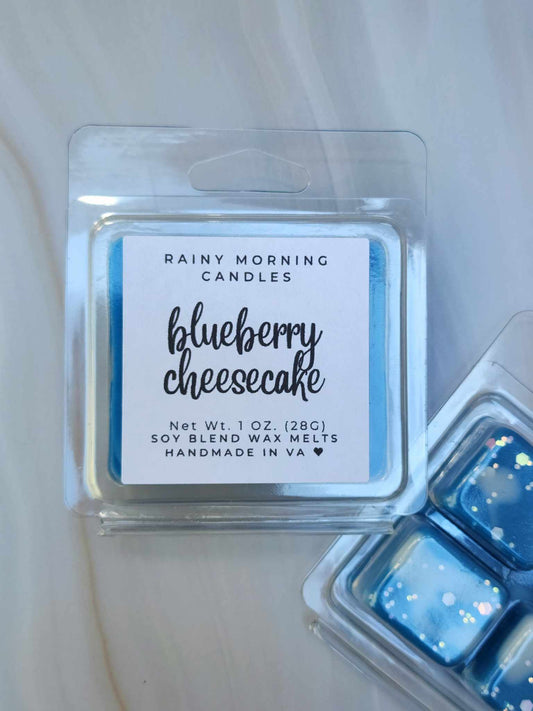 RAINY MORNING
CANDLES
blueberry
cheesecake
Net Wt. 1 OZ. (28G)
SOY BLEND WAX MELTS
HANDMADE IN VA ♥